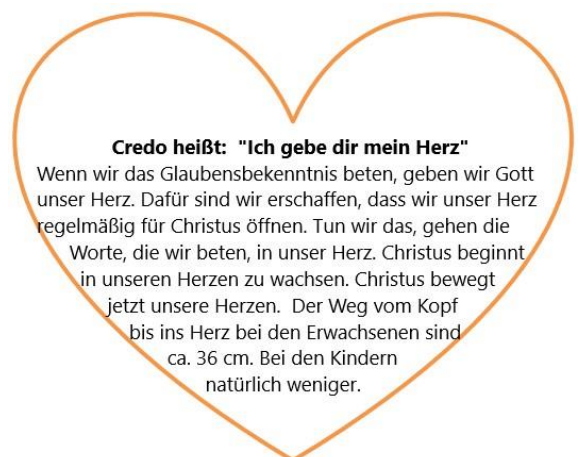 Credo heißt:  "Ich gebe dir mein Herz"
Wenn wir das Glaubensbekenntnis beten, geben wir Gott
unser Herz. Dafür sind wir erschaffen, dass wir unser Herz
regelmäßig für Christus öffnen. Tun wir das, gehen die
Worte, die wir beten, in unser Herz. Christus beginnt
in unseren Herzen zu wachsen. Christus bewegt
jetzt unsere Herzen.  Der Weg vom Kopf
bis ins Herz bei den Erwachsenen sind
ca. 36 cm. Bei den Kindern
natürlich weniger.